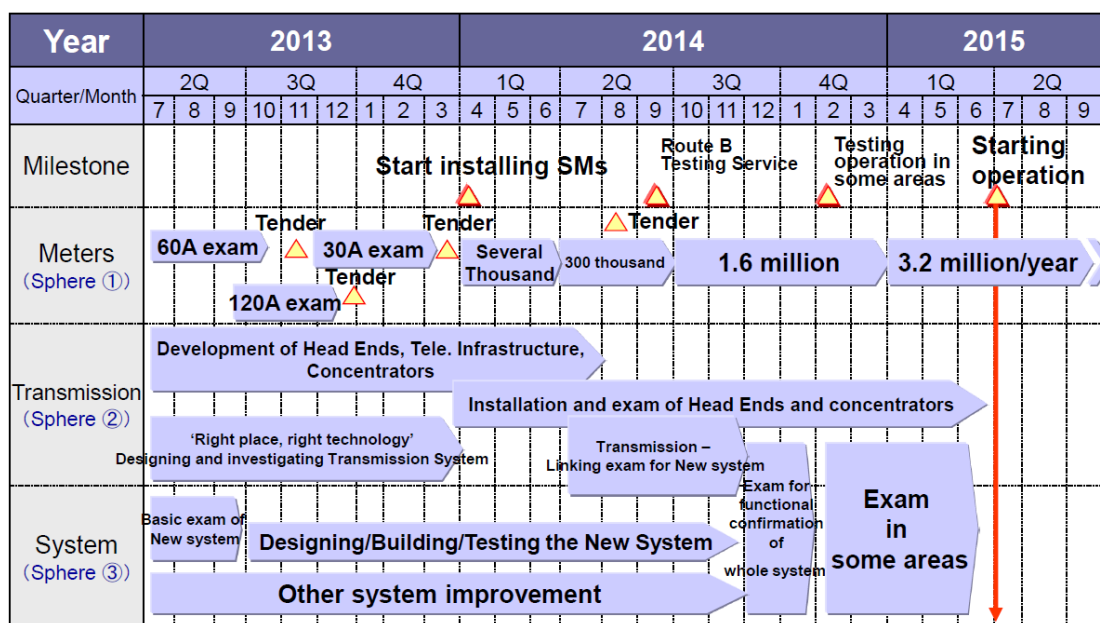 Year 2013 2014 2015
Quarter/Month 2Q 3Q 4Q 1Q 2Q 3Q 4Q 1Q 2Q
7 8 9 10 11 12 1 2 3 4 5 6 7 8 9 10 11 12 1 2 3 4 5 6 7 8 9
Milestone
Start installing SMs
Route B
Testing Service
Testing
operation in
some areas
Starting
operation
Meters
(Sphere ①)
60A exam
Tender
30A exam
Tender
120A exam
Tender
Several
Thousand
Tender
300 thousand
1.6 million
3.2 million/year
Transmission
(Sphere ②)
Development of Head Ends, Tele. Infrastructure,
Concentrators
Installation and exam of Head Ends and concentrators
‘Right place, right technology’
Designing and investigating Transmission System
Transmission –
Linking exam for New system
System
(Sphere ③)
Basic exam of
New system
Designing/Building/Testing the New System
Other system improvement
Exam for
functional
confirmation
of
whole system
Exam
in
some areas